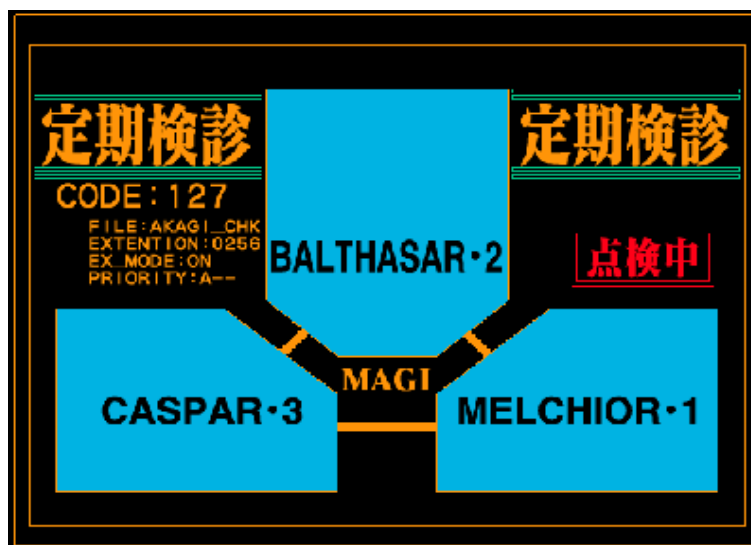 定期検診
定期検診
CODE:127
FILE:AKAGI_CHK
EXTENTION:0256
EX_MODE:ON
PRIORITY:A--
BALTHASAR・2
点検中
MAGI
CASPAR・3
MELCHIOR・1